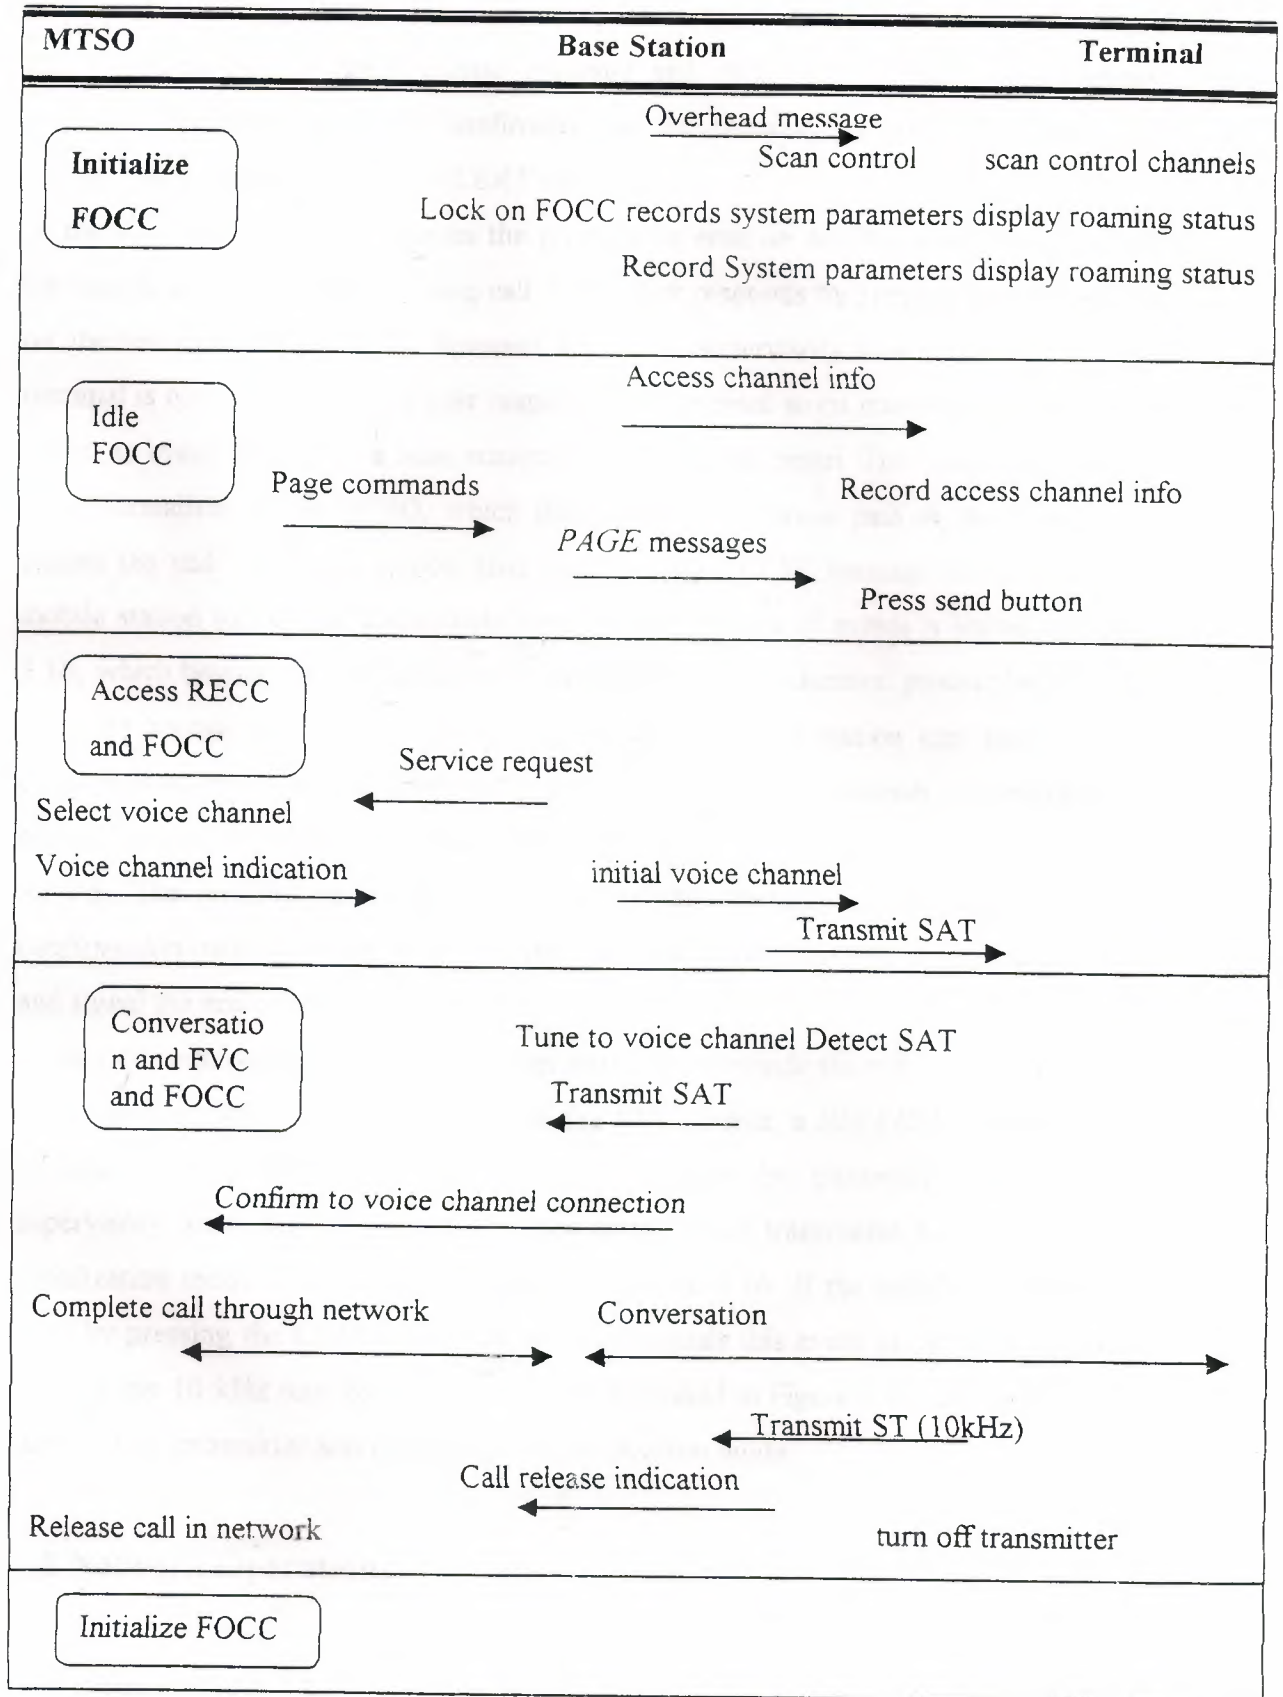 MTSO Base Station Terminal
Overhead message
Initialize
FOCC
Scan control scan control channels
Lock on FOCC records system parameters display roaming status
Record System parameters display roaming status
Access channel info
Idle
FOCC
Page commands
Record access channel info
PAGE messages
Press send button
Access RECC
and FOCC
Service request
Select voice channel
Voice channel indication initial voice channel
Transmit SAT
Conversatio
n and FVC
and FOCC
Tune to voice channel Detect SAT
Transmit SAT
Confirm to voice channel connection
Complete call through network Conversation
Transmit ST (10kHz)
Call release indication
Release call in network turn off transmitter
Initialize FOCC